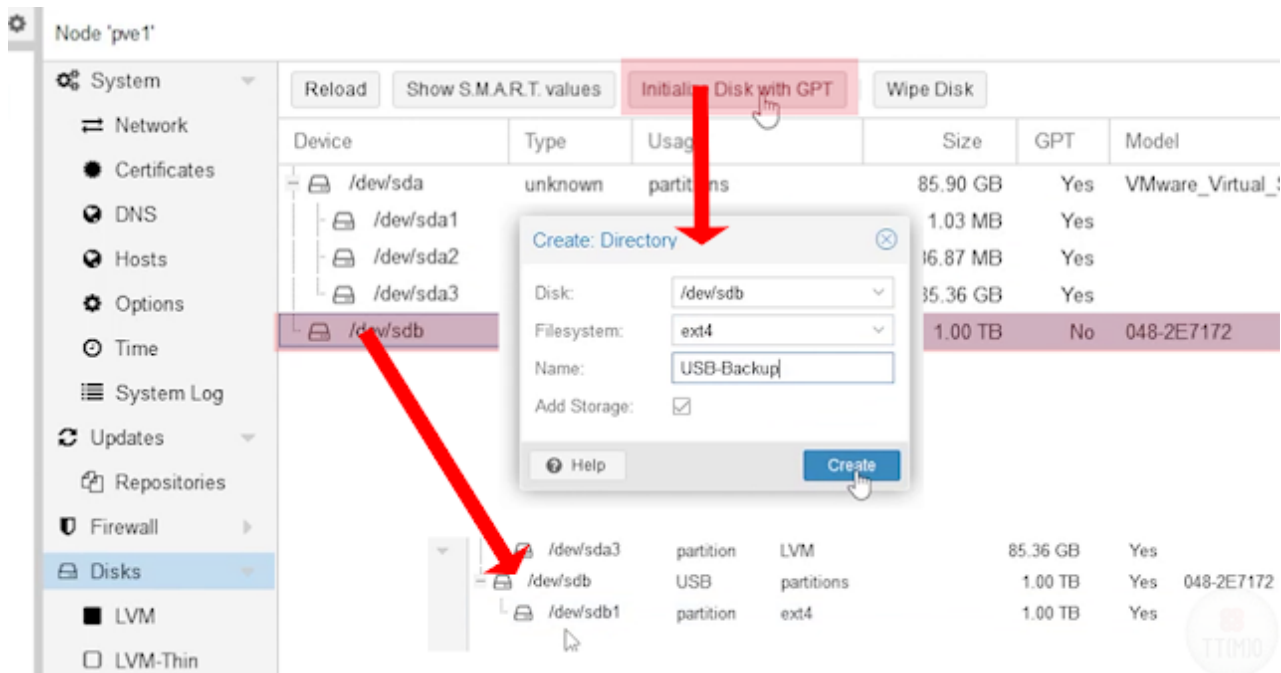 Node 'pve1'
System
Network
Certificates
DNS
Hosts
Options
Time
System Log
Updates
Repositories
Firewall
Disks
LVM
LVM-Thin
Reload Show S.M.A.R.T. values Initialize Disk with GPT Wipe Disk
Device Type Size GPT Model
/dev/sda unknown 85.90 GB Yes
/dev/sda1 1.03 MB Yes
/dev/sda2 Yes
/dev/sda3 Yes
/dev/sdb 1.00 TB No 048-2E7172
Create: Directory
Disk: /dev/sdb
Filesystem: ext4
Name: USB-Backup
Add Storage:
Help Create
/dev/sda3 partition LVM 85.36 GB Yes
/dev/sdb USB partitions 1.00 TB Yes 048-2E7172
/dev/sdb1 partition ext4 1.00 TB Yes
TTIM10